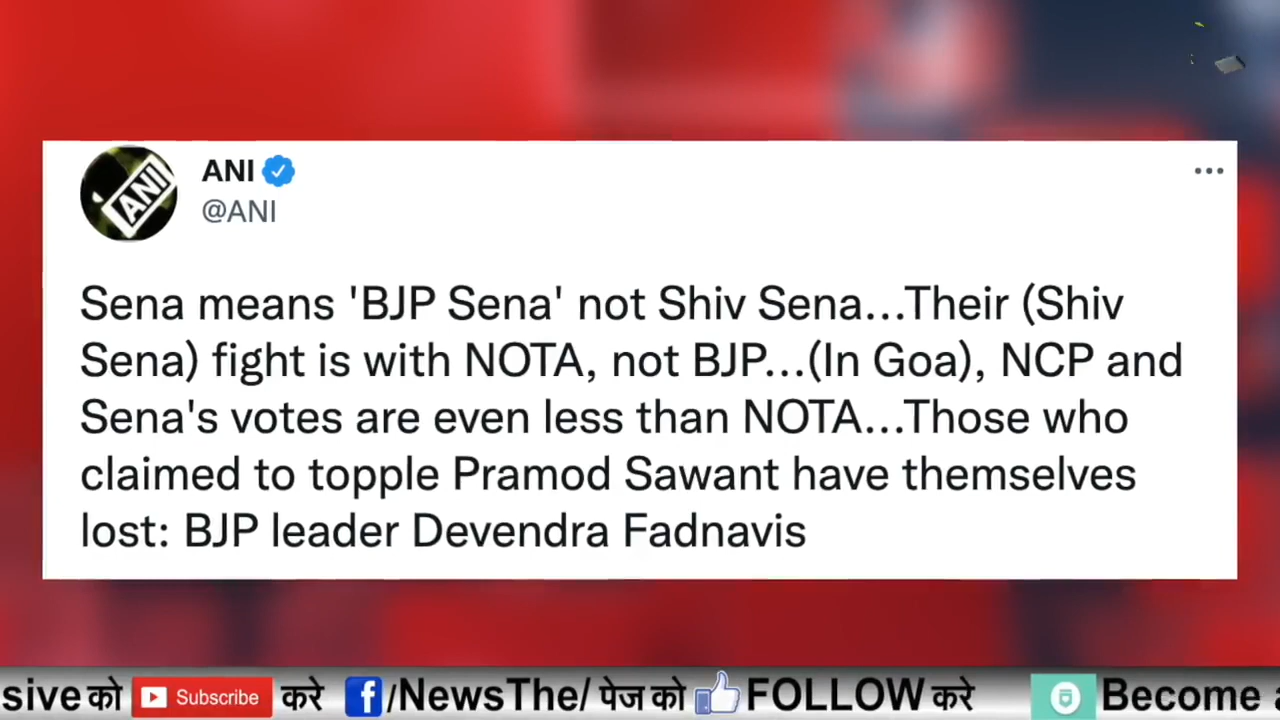 ANI
ANI
@ANI
Sena means 'BJP Sena' not Shiv Sena...Their (Shiv
Sena) fight is with NOTA, not BJP...(In Goa), NCP and
Sena's votes are even less than NOTA...Those who
claimed to topple Pramod Sawant have themselves
lost: BJP leader Devendra Fadnavis
sive को Subscribe करे f/NewsThe/ पेज को FOLLOW करे Become